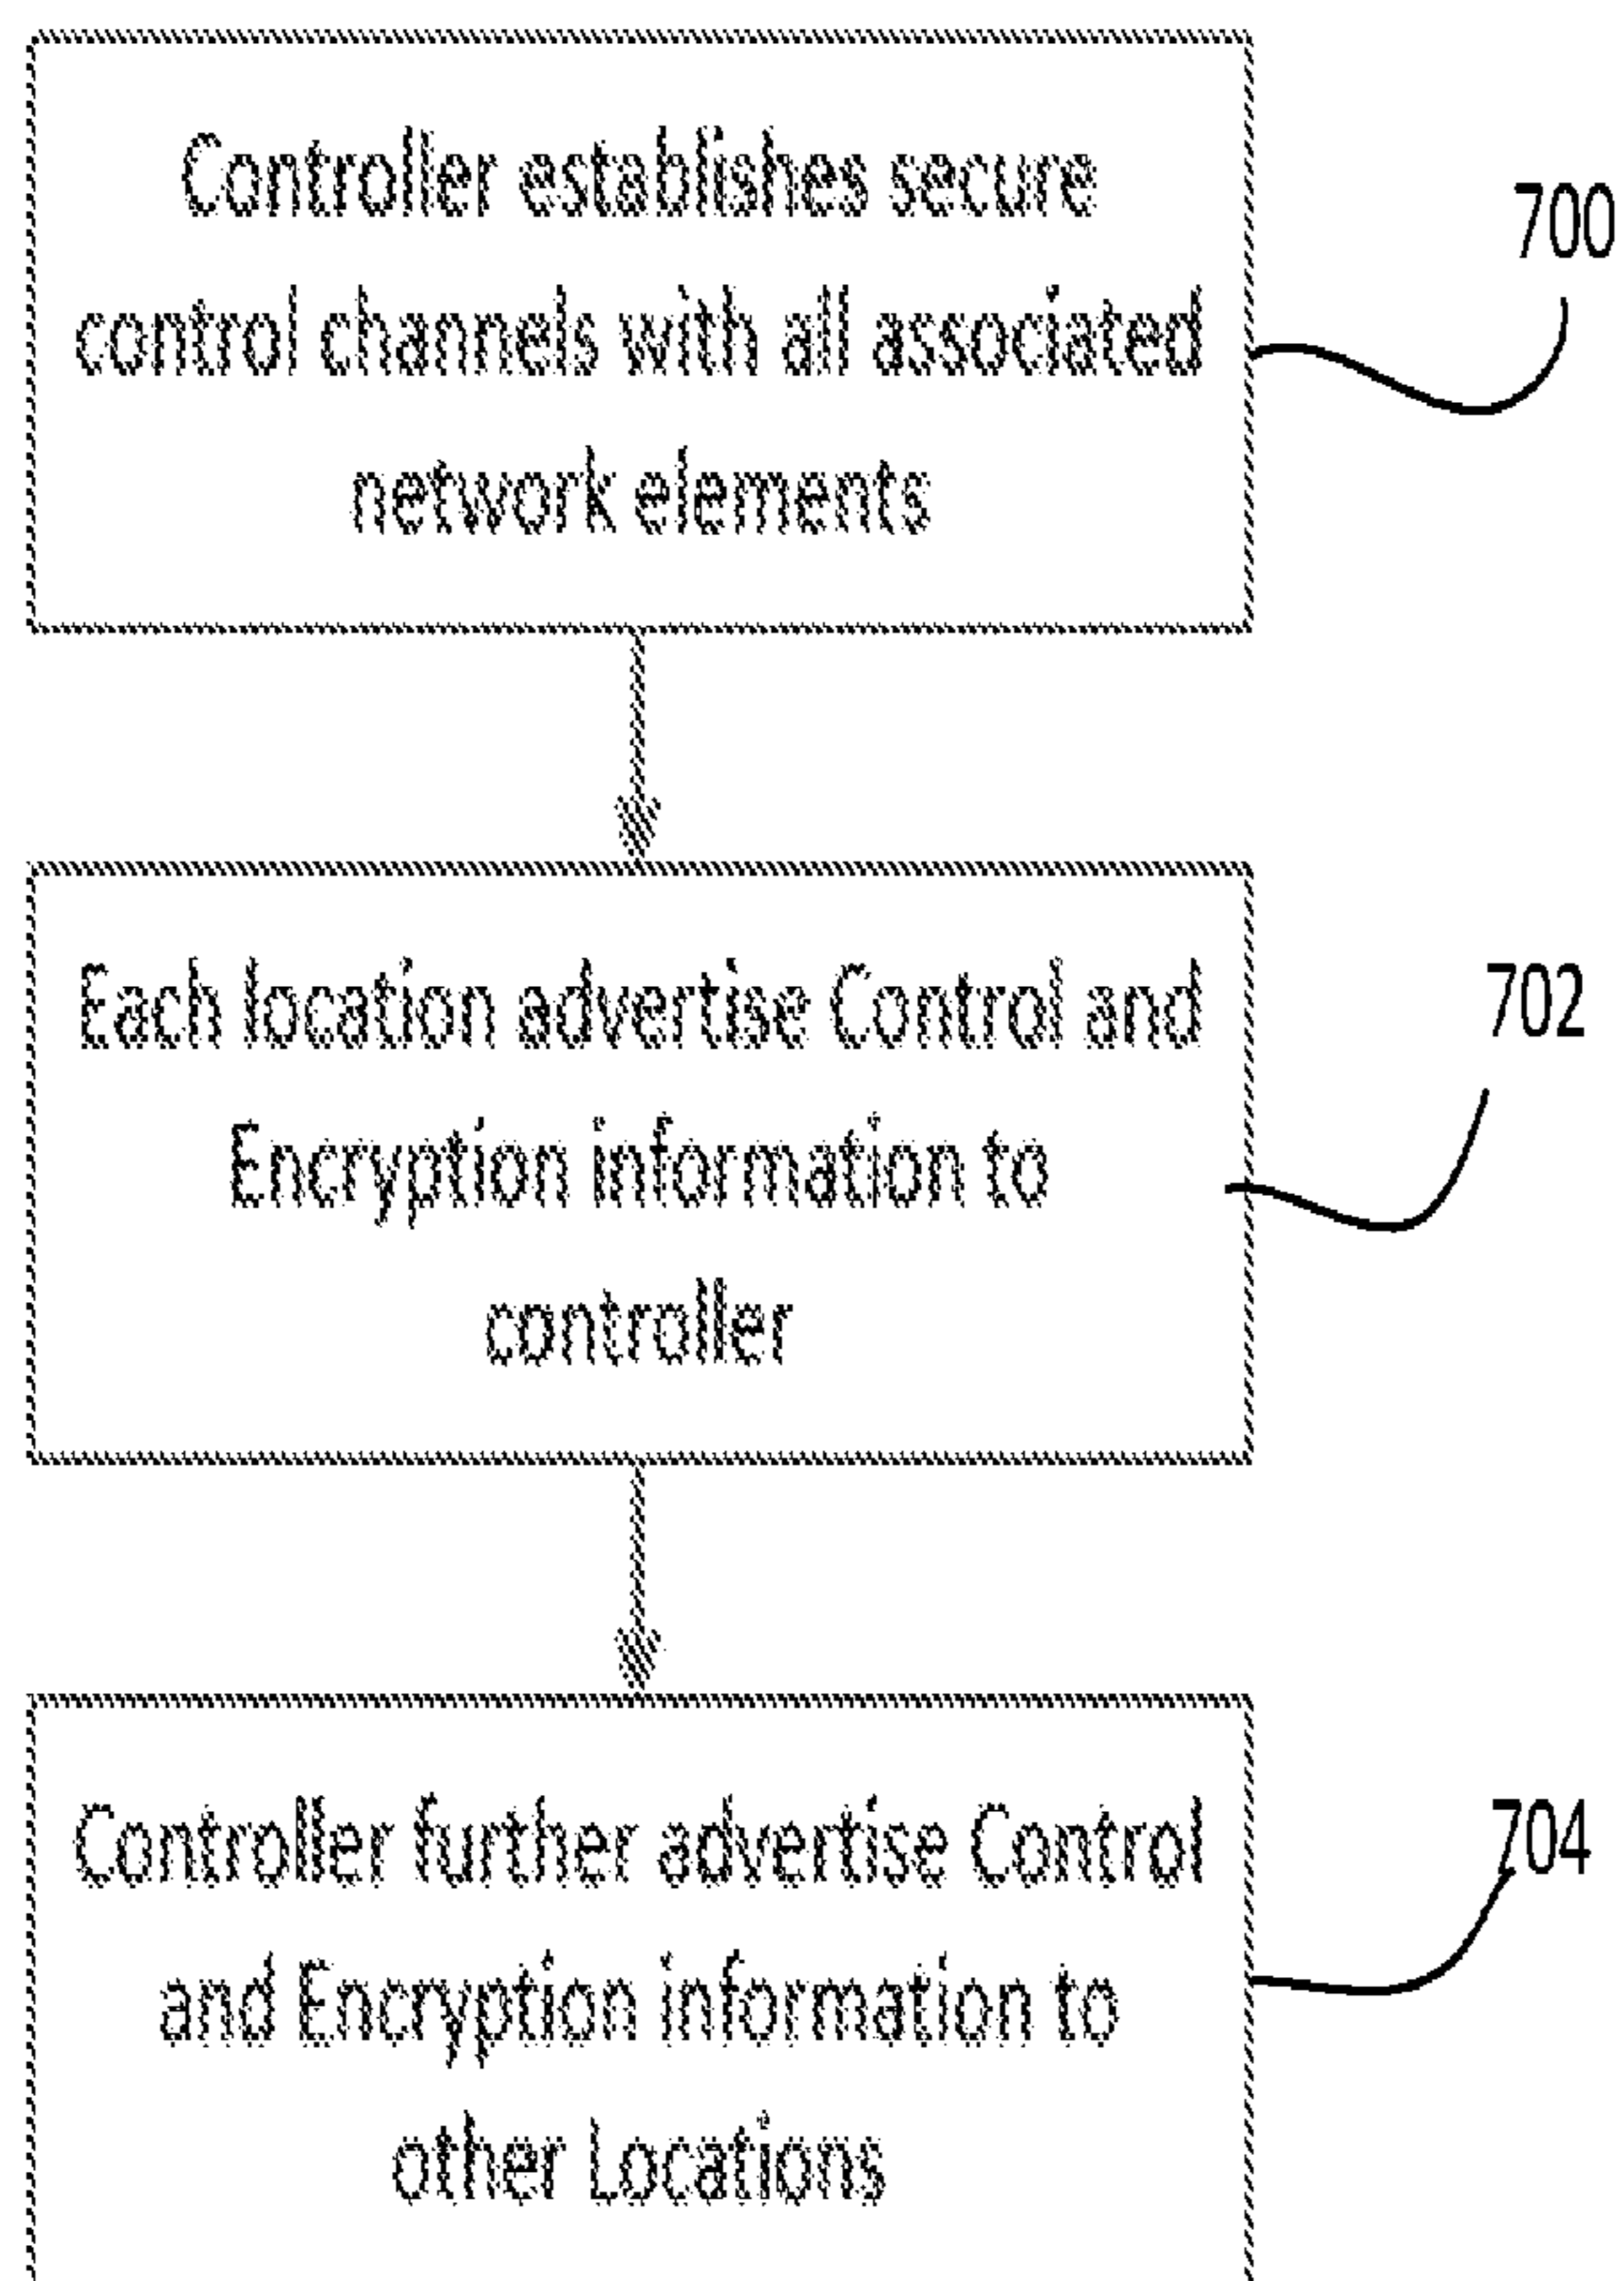 Controller establishes secure
control channels with all associated
network elements
700
Each location advertise Control and
Encryption information to
controller
702
Controller further advertise Control
and Encryption information to
other Locations
704